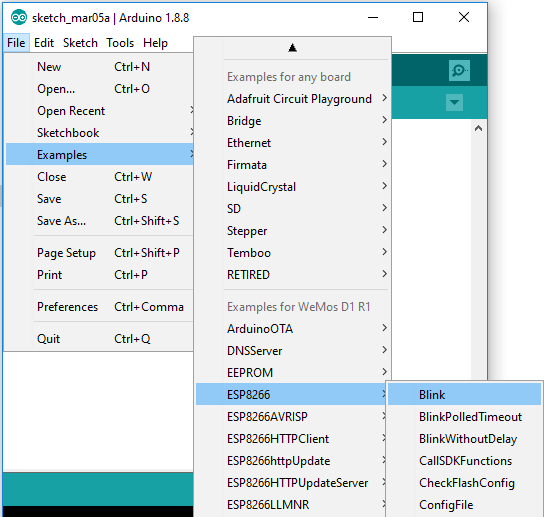 sketch_mar05a | Arduino 1.8.8
File Edit Sketch Tools Help
New Ctrl+N
Open... Ctrl+O
Open Recent
Sketchbook
Examples
Close Ctrl+W
Save Ctrl+S
Save As... Ctrl+Shift+S
Page Setup Ctrl+Shift+P
Print Ctrl+P
Preferences Ctrl+Comma
Quit Ctrl+Q
Examples for any board
Adafruit Circuit Playground
Bridge
Ethernet
Firmata
LiquidCrystal
SD
Stepper
Temboo
RETIRED
Examples for WeMos D1 R1
ArduinoOTA
DNSServer
EEPROM
ESP8266
ESP8266AVRISP
ESP8266HTTPClient
ESP8266httpUpdate
ESP8266HTTPUpdateServer
ESP8266LLMNR
Blink
BlinkPolledTimeout
BlinkWithoutDelay
CallSDKFunctions
CheckFlashConfig
ConfigFile